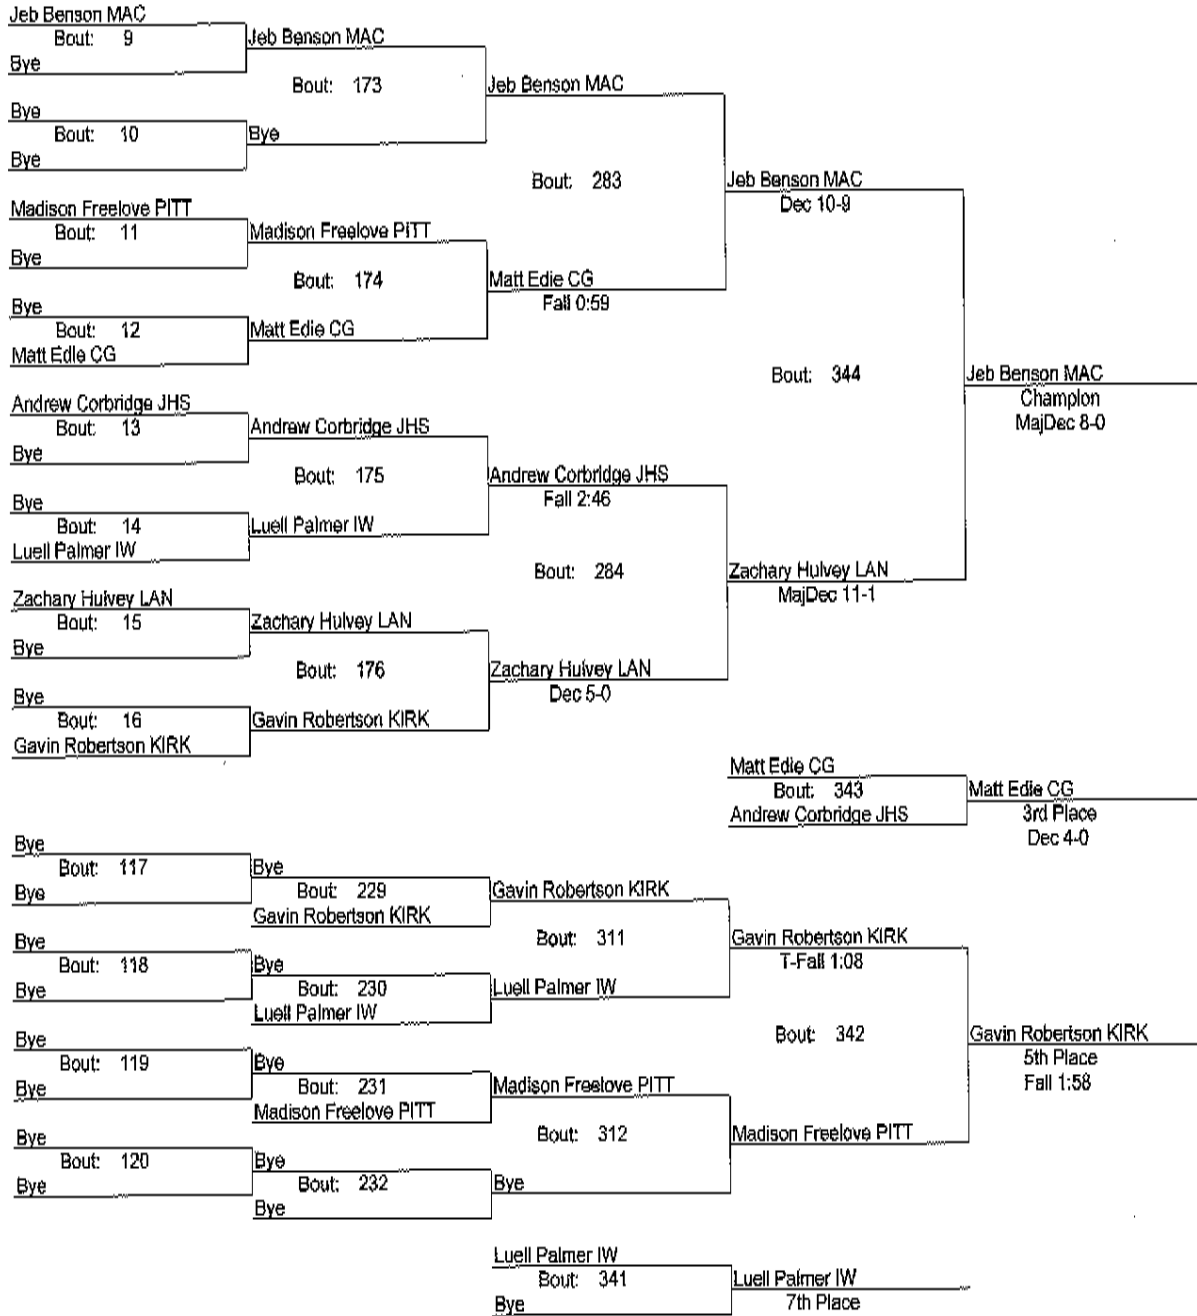 Jeb Benson MAC
Bout: 9
Bye
Jeb Benson MAC
Bout: 173
Bye
Bout: 10
Bye
Bye
Jeb Benson MAC
Bout: 283
Madison Freelove PITT
Bout: 11
Bye
Madison Freelove PITT
Bout: 174
Bye
Bout: 12
Matt Edie CG
Matt Edie CG
Matt Edie CG
Fall 0:59
Jeb Benson MAC
Dec 10-9
Bout: 344
Andrew Corbridge JHS
Bout: 13
Bye
Andrew Corbridge JHS
Bout: 175
Bye
Bout: 14
Luell Palmer IW
Luell Palmer IW
Andrew Corbridge JHS
Fall 2:46
Bout: 284
Zachary Hulvey LAN
Bout: 15
Bye
Zachary Hulvey LAN
Bout: 176
Bye
Bout: 16
Gavin Robertson KIRK
Gavin Robertson KIRK
Zachary Hulvey LAN
Dec 5-0
Zachary Hulvey LAN
MajDec 11-1
Jeb Benson MAC
Champion
MajDec 8-0
Matt Edie CG
Bout: 343
Andrew Corbridge JHS
Matt Edie CG
3rd Place
Dec 4-0
Bye
Bout: 117
Bye
Bye
Bout: 229
Gavin Robertson KIRK
Gavin Robertson KIRK
Bout: 311
Bye
Bout: 118
Bye
Bye
Bout: 230
Luell Palmer IW
Luell Palmer IW
Gavin Robertson KIRK
T-Fall 1:08
Bout: 342
Bye
Bout: 119
Bye
Bye
Bout: 231
Madison Freelove PITT
Madison Freelove PITT
Bout: 312
Bye
Bout: 120
Bye
Bye
Bout: 232
Bye
Bye
Madison Freelove PITT
Gavin Robertson KIRK
5th Place
Fall 1:58
Luell Palmer IW
Bout: 341
Bye
Luell Palmer IW
7th Place